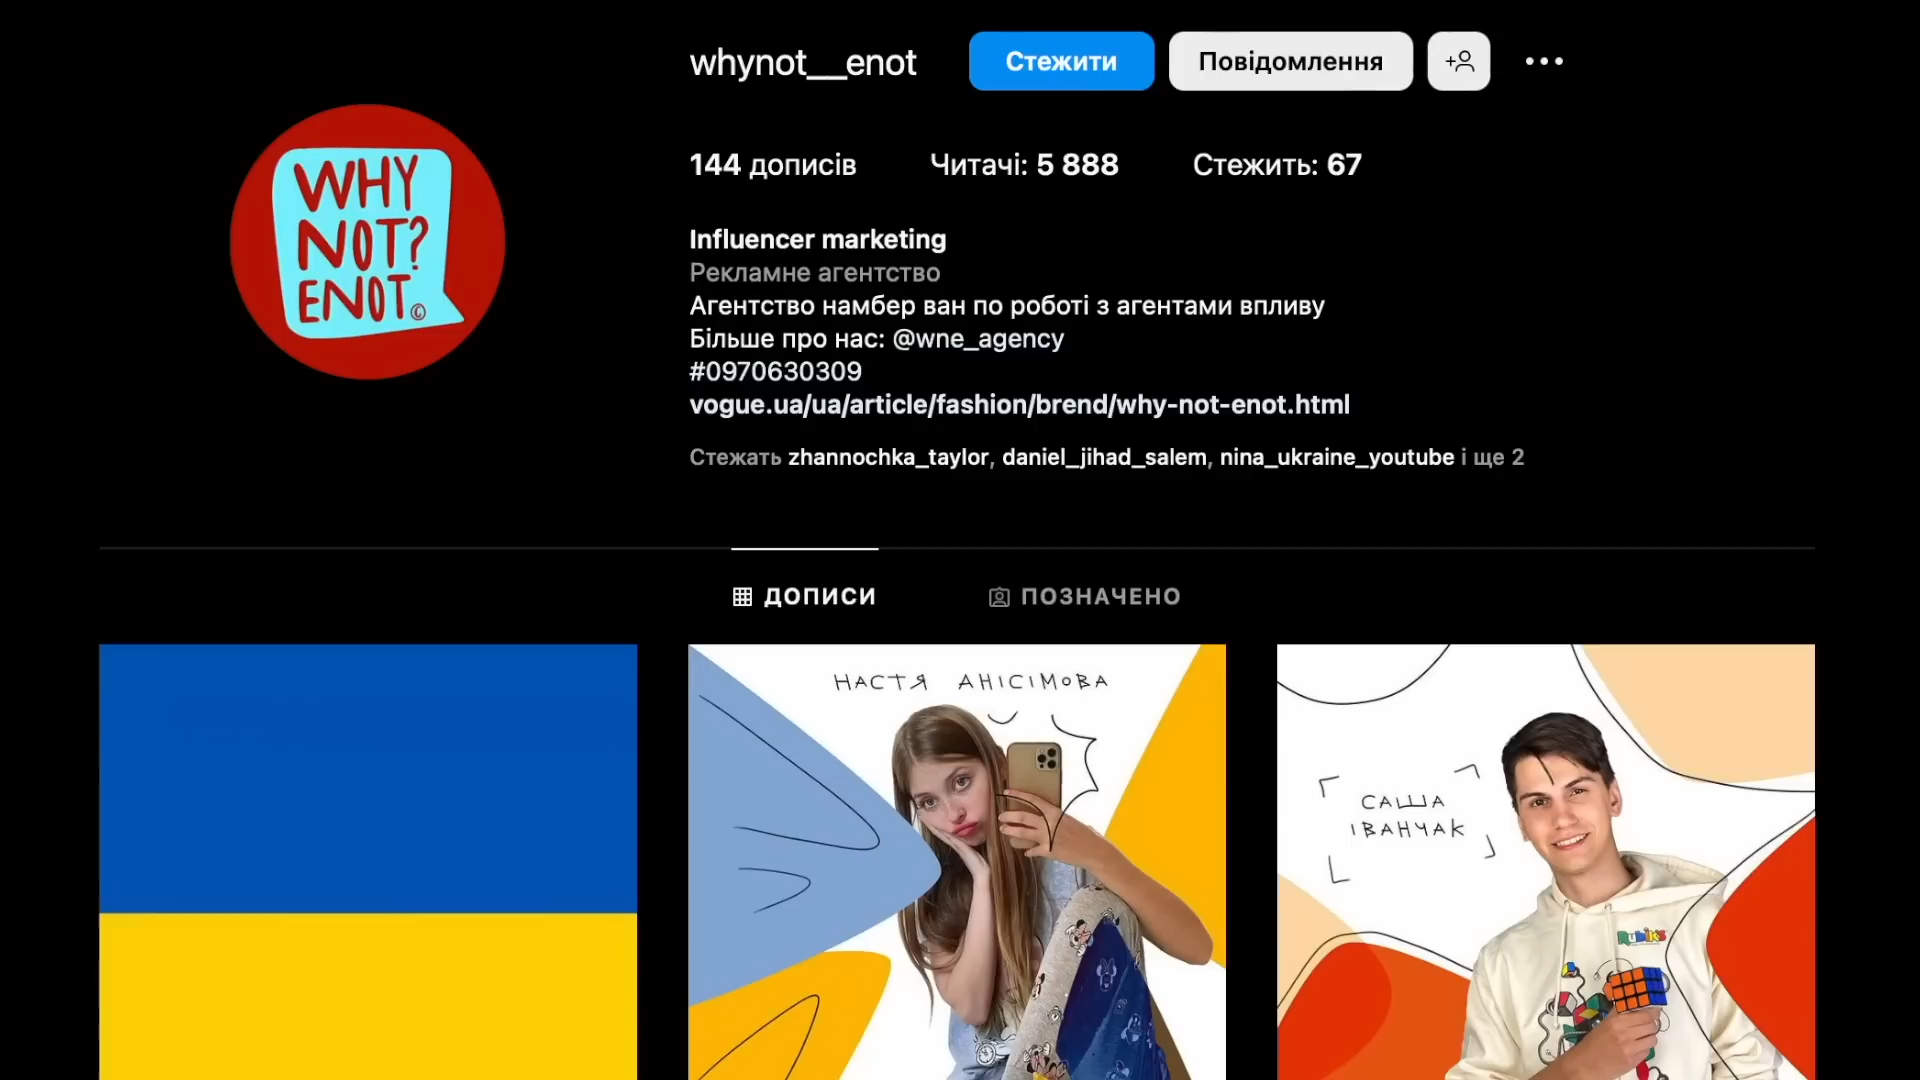 whynot__enot
Стежити
Повідомлення
144 дописів
Читачі: 5 888
Стежить: 67
WHY
NOT?
ENOT©
Influencer marketing
Рекламне агентство
Агентство намбер ван по роботі з агентами впливу
Більше про нас: @wne_agency
#0970630309
vogue.ua/ua/article/fashion/brend/why-not-enot.html
Стежать zhannochka_taylor, daniel_jihad_salem, nina_ukraine_youtube і ще 2
ДОПИСИ
ПОЗНАЧЕНО
НАСТЯ АНІСІМОВА
САША
ІВАНЧАК
Rubik's